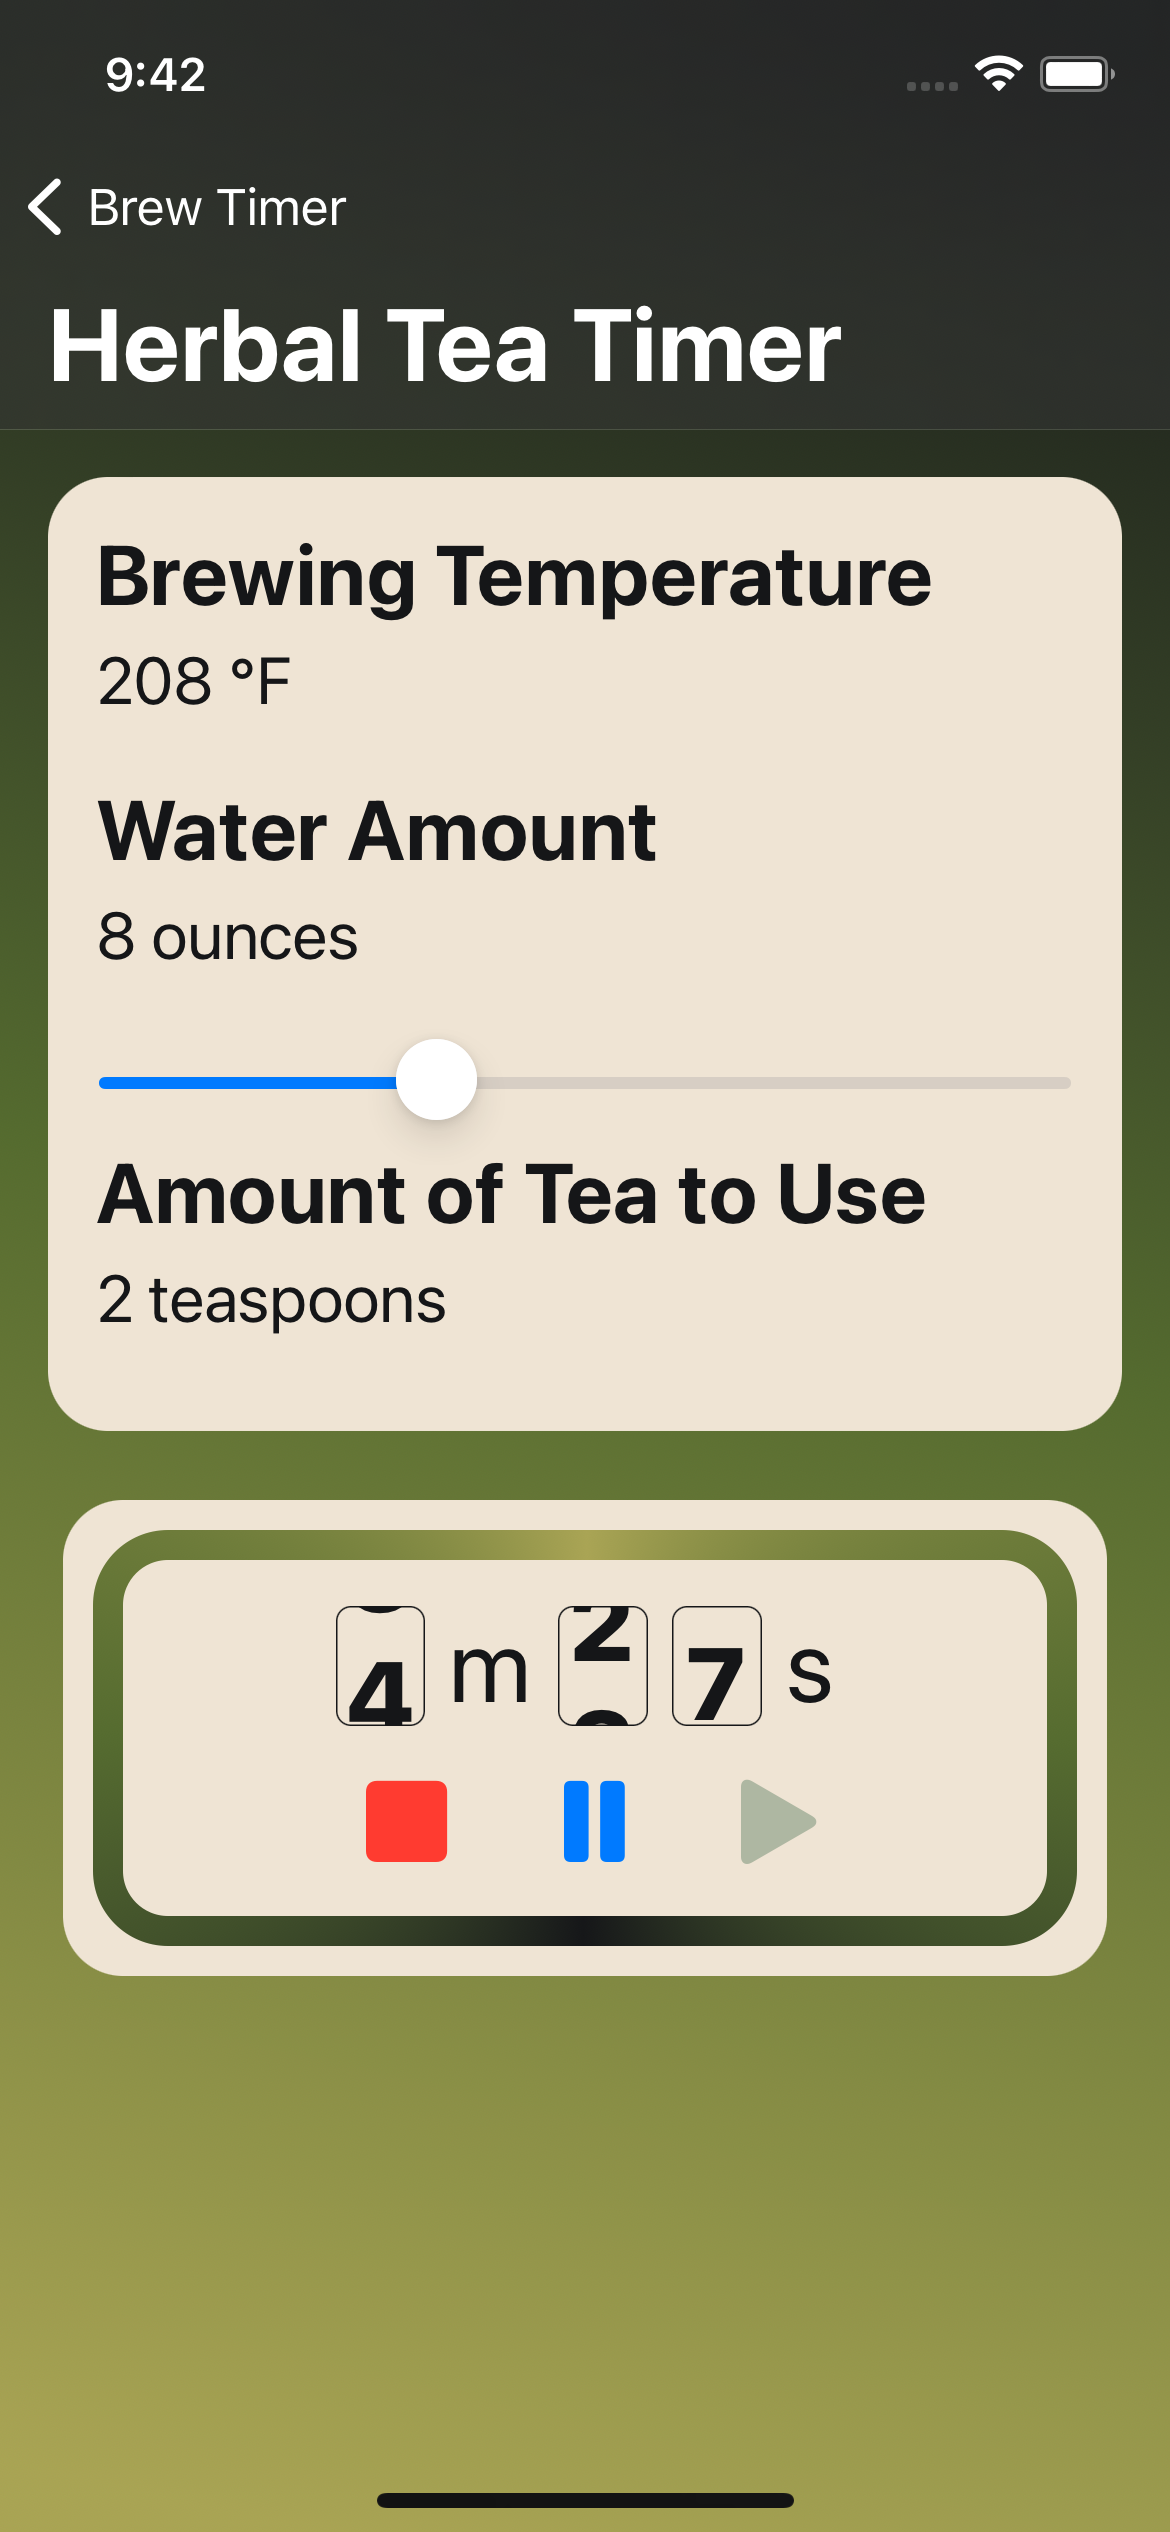 9:42
Brew Timer
Herbal Tea Timer
Brewing Temperature
208 °F
Water Amount
8 ounces
Amount of Tea to Use
2 teaspoons
4 m 2 7 s